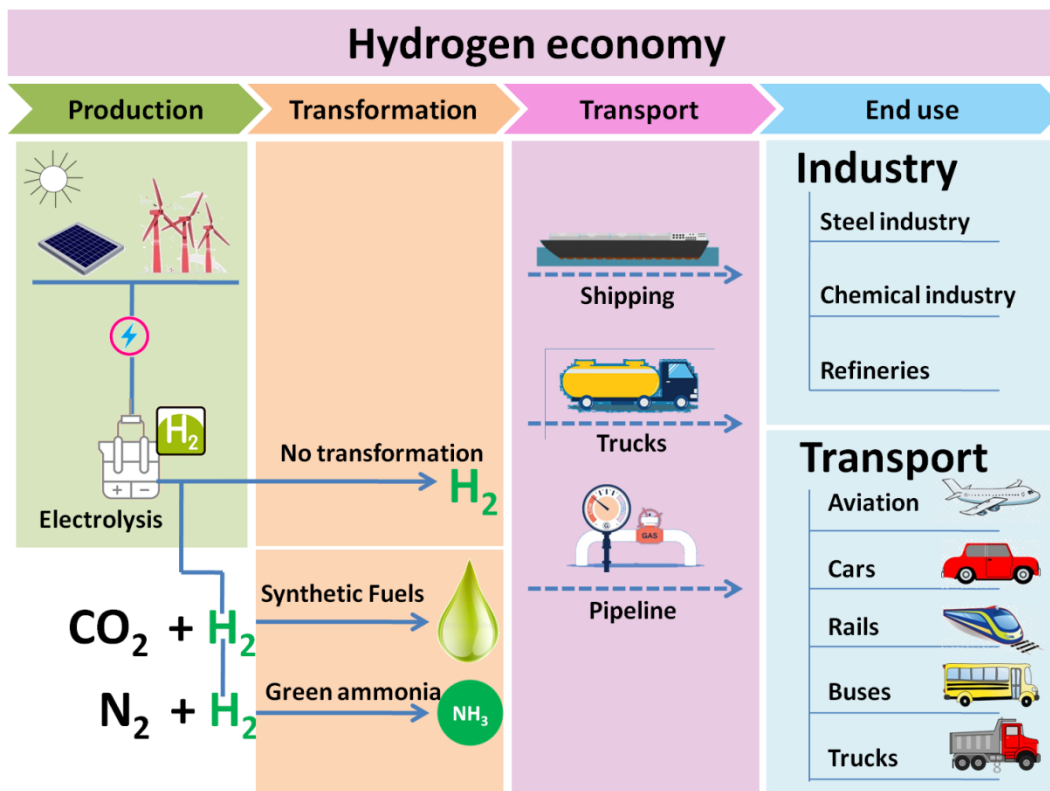 Hydrogen economy
Production
Transformation
Transport
End use
H₂
+ −
Electrolysis
No transformation
H₂
CO₂ + H₂
Synthetic Fuels
N₂ + H₂
Green ammonia
NH₃
Shipping
Trucks
G
GAS
Pipeline
Industry
Steel industry
Chemical industry
Refineries
Transport
Aviation
Cars
Rails
Buses
Trucks